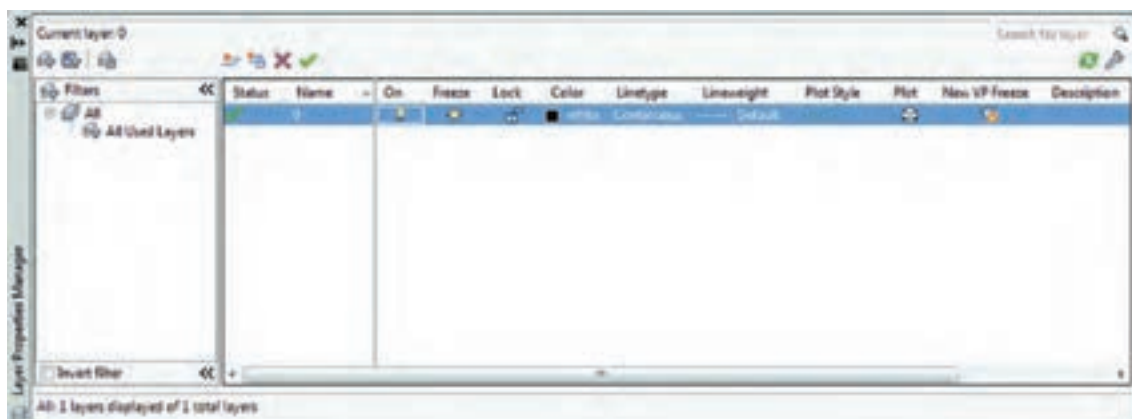 Current layer: 0
Search for layer
Filters
All
All Used Layers
Status Name On Freeze Lock Color Linetype Lineweight Plot Style Plot New VP Freeze Description
0 white Continuous Default
Invert filter
All: 1 layers displayed of 1 total layers
Layer Properties Manager